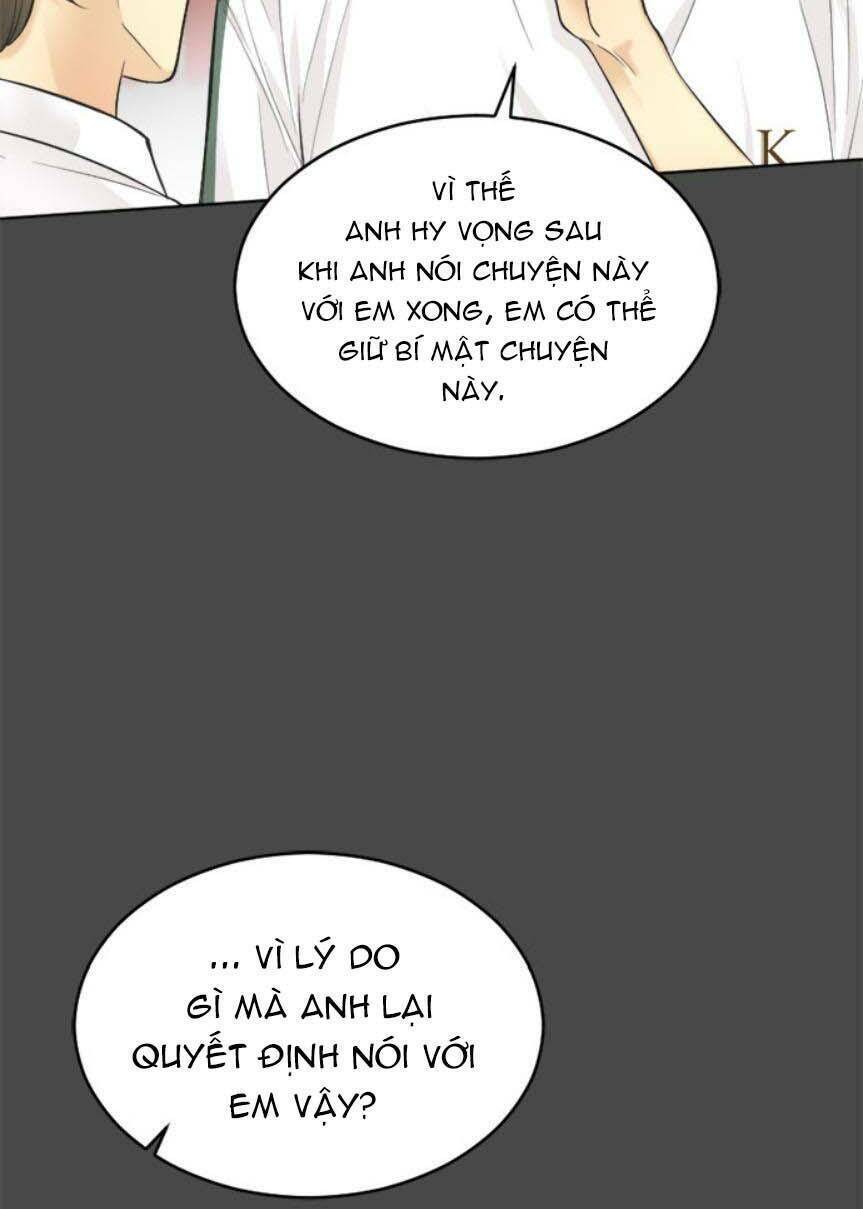 K
VÌ THẾ
ANH HY VỌNG SAU
KHI ANH NÓI CHUYỆN NÀY
VỚI EM XONG, EM CÓ THỂ
GIỮ BÍ MẬT CHUYỆN
NÀY.
... VÌ LÝ DO
GÌ MÀ ANH LẠI
QUYẾT ĐỊNH NÓI VỚI
EM VẬY?